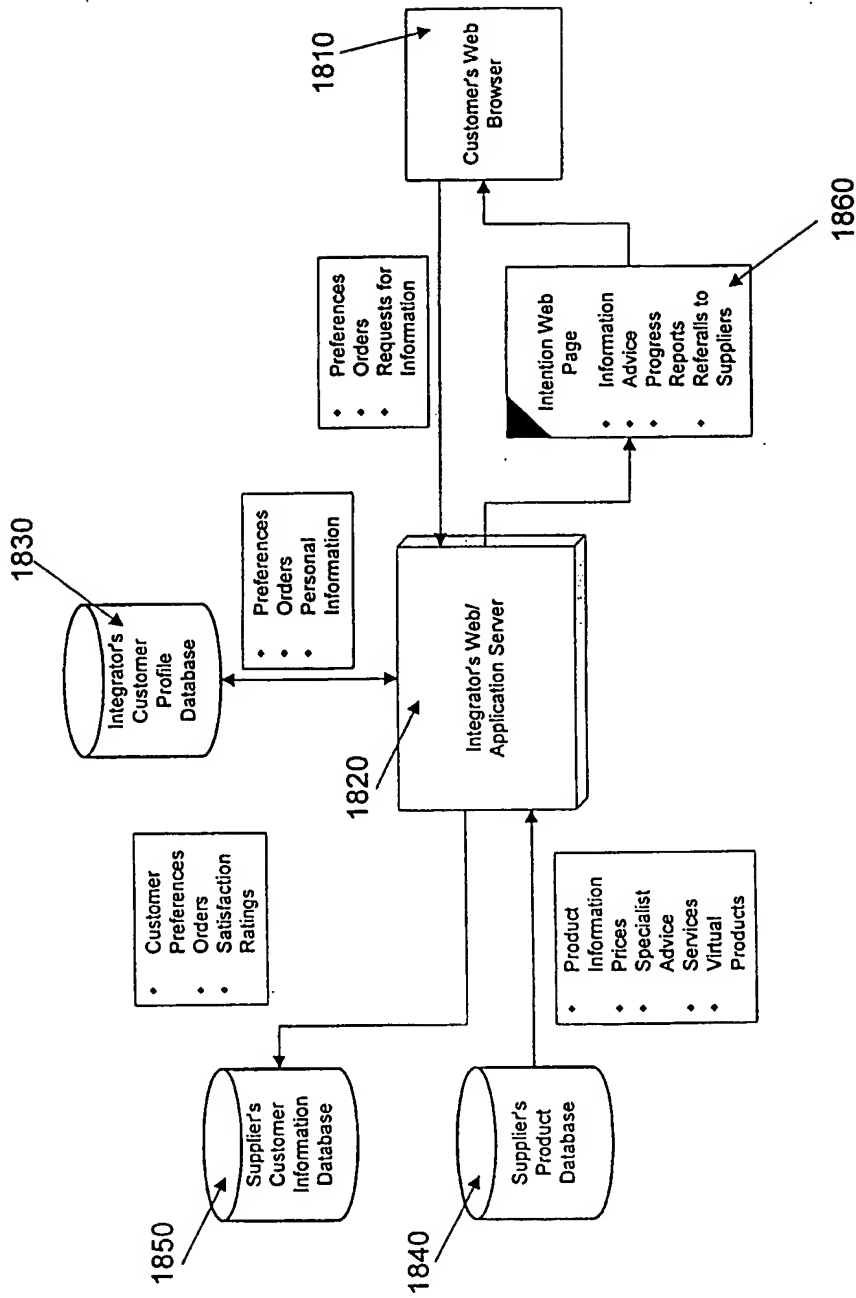 1830
Integrator's
Customer
Profile
Database
• Preferences
• Orders
• Personal
Information
• Customer
Preferences
• Orders
• Satisfaction
Ratings
1850
Supplier's
Customer
Information
Database
1840
Supplier's
Product
Database
• Product
Information
• Prices
• Specialist
Advice
• Services
• Virtual
Products
1820
Integrator's Web/
Application Server
• Preferences
• Orders
• Requests for
Information
1810
Customer's Web
Browser
Intention Web
Page
• Information
• Advice
• Progress
Reports
• Referalls to
Suppliers
1860